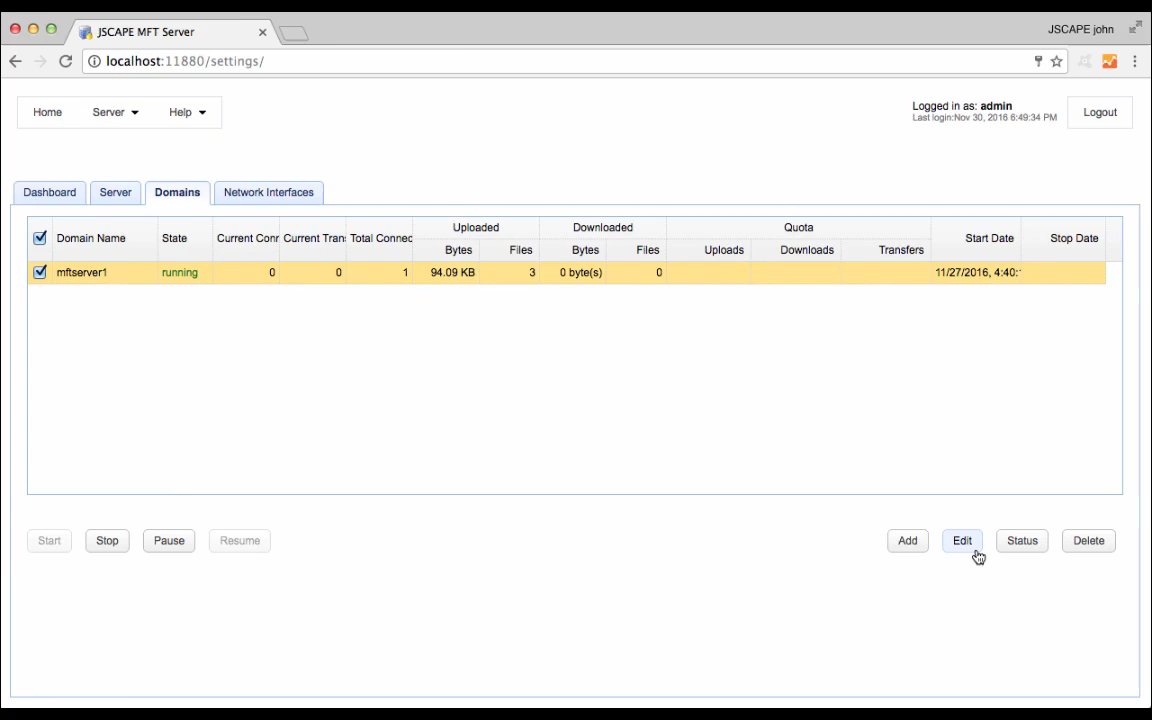 JSCAPE MFT Server
JSCAPE john
localhost:11880/settings/
Home Server Help
Logged in as: admin
Last login:Nov 30, 2016 6:49:34 PM
Logout
Dashboard Server Domains Network Interfaces
Uploaded Downloaded Quota
Domain Name State Current Conr Current Tran Total Connec Start Date Stop Date
Bytes Files Bytes Files Uploads Downloads Transfers
mftserver1 running 0 0 1 94.09 KB 3 0 byte(s) 0 11/27/2016, 4:40:
Start Stop Pause Resume Add Edit Status Delete